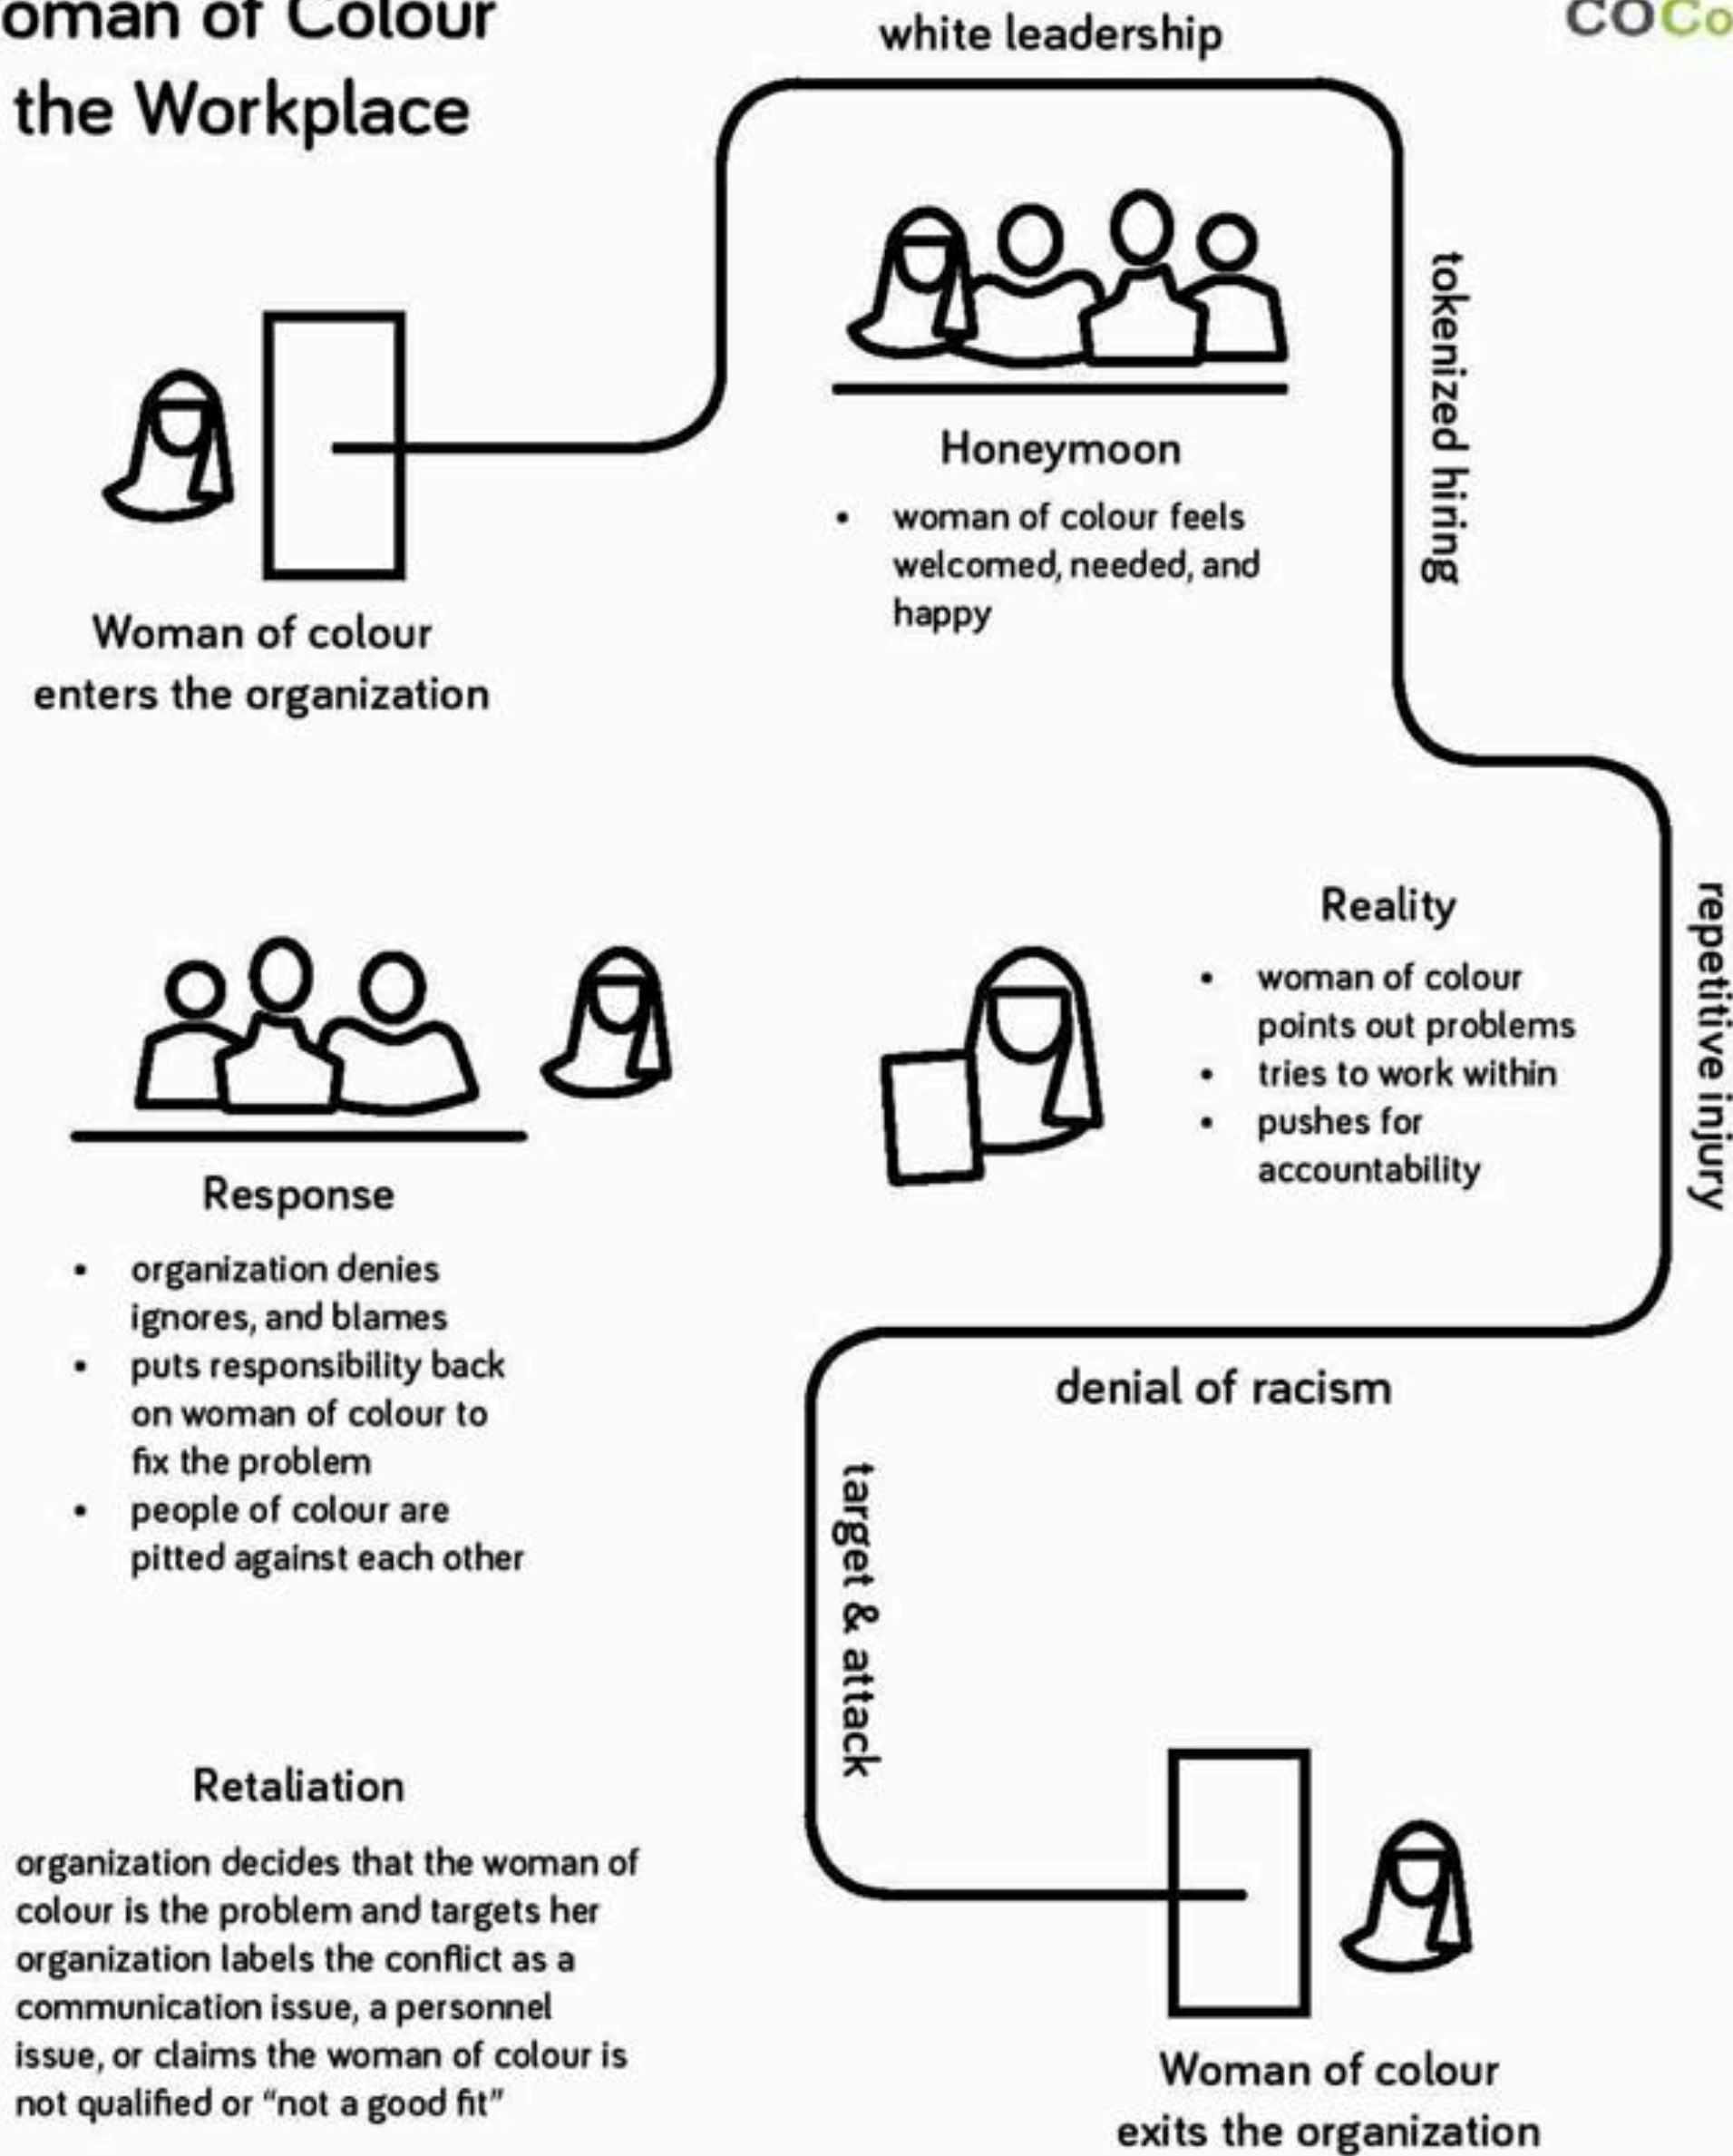 oman of Colour
the Workplace
white leadership
COCo
tokenized hiring
Honeymoon
• woman of colour feels
welcomed, needed, and
happy
Woman of colour
enters the organization
repetitive injury
Reality
• woman of colour
points out problems
• tries to work within
• pushes for
accountability
denial of racism
Response
• organization denies
ignores, and blames
• puts responsibility back
on woman of colour to
fix the problem
• people of colour are
pitted against each other
target & attack
Retaliation
organization decides that the woman of
colour is the problem and targets her
organization labels the conflict as a
communication issue, a personnel
issue, or claims the woman of colour is
not qualified or “not a good fit”
Woman of colour
exits the organization